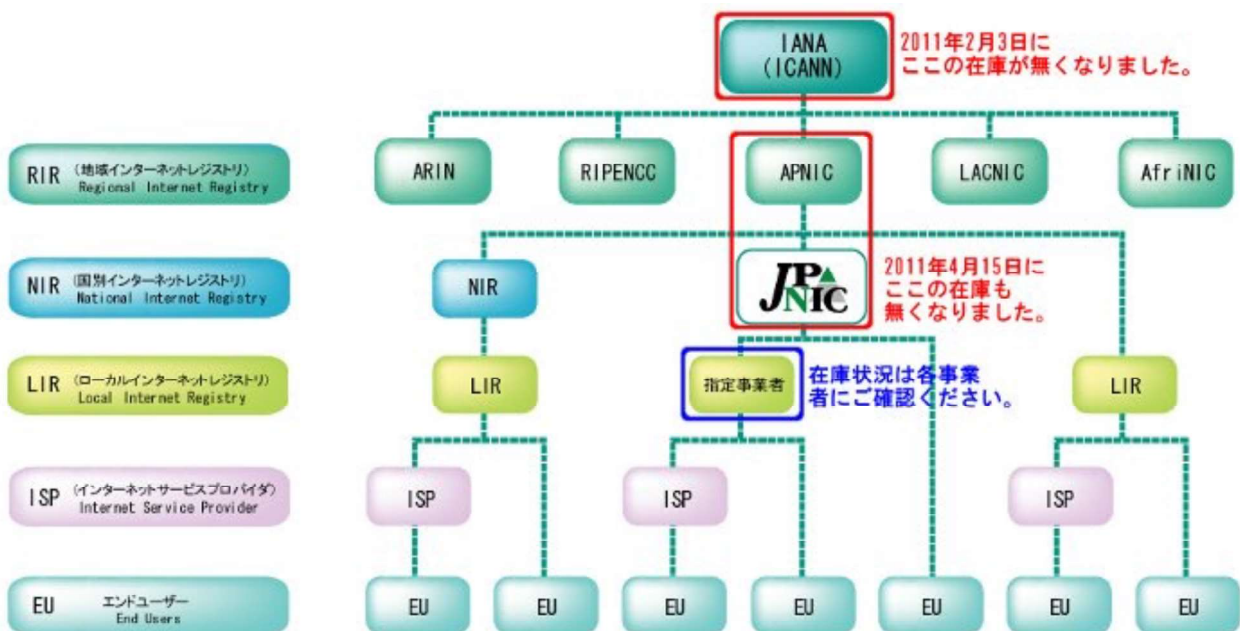 IANA
(ICANN)
2011年2月3日に
ここの在庫が無くなりました。
RIR (地域インターネットレジストリ)
Regional Internet Registry
ARIN
RIPENCC
APNIC
LACNIC
AfriNIC
NIR (国別インターネットレジストリ)
National Internet Registry
NIR
JPNIC
2011年4月15日に
ここの在庫も
無くなりました。
LIR (ローカルインターネットレジストリ)
Local Internet Registry
LIR
指定事業者
在庫状況は各事業
者にご確認ください。
LIR
ISP (インターネットサービスプロバイダ)
Internet Service Provider
ISP
ISP
ISP
EU エンドユーザー
End Users
EU
EU
EU
EU
EU
EU
EU